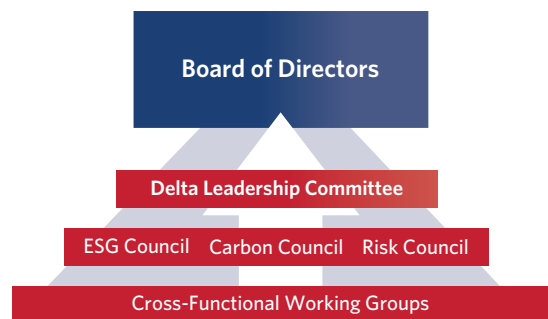 Board of Directors
Delta Leadership Committee
ESG Council Carbon Council Risk Council
Cross-Functional Working Groups